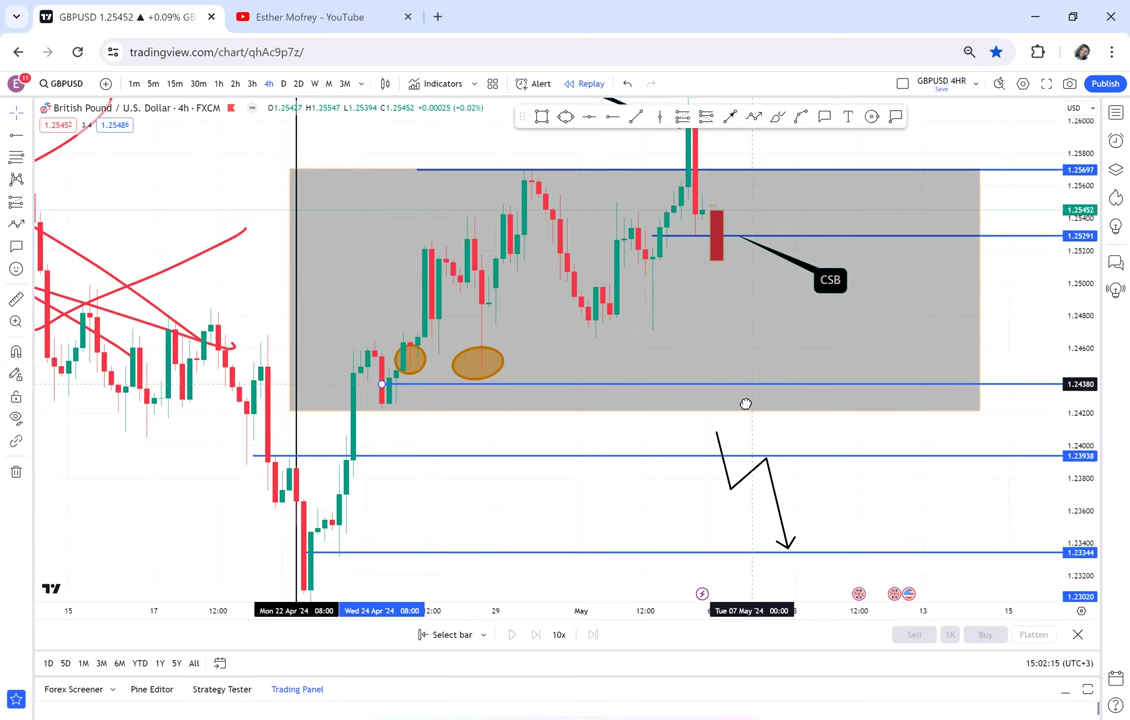 GBPUSD 1.25452 ▲ +0.09% GB
Esther Mofrey - YouTube
tradingview.com/chart/qhAc9p7z/
E 11 GBPUSD 1m 5m 15m 30m 1h 2h 3h 4h D 2D W M 3M Indicators Alert Replay GBPUSD 4HR Save Publish
British Pound / U.S. Dollar · 4h · FXCM O1.25427 H1.25547 L1.25394 C1.25452 +0.00025 (+0.02%) USD
1.25452 3.4 1.25486
1.26000
1.25800
1.25697
1.25600
1.25452
1.25400
1.25291
CSB
1.25000
1.24800
1.24600
1.24380
1.24200
1.24000
1.23938
1.23800
1.23600
1.23400
1.23344
1.23200
1.23020
15 17 12:00 Mon 22 Apr '24 08:00 Wed 24 Apr '24 08:00 2:00 29 May 12:00 Tue 07 May '24 00:00 12:00 13 15
Select bar 10x Sell 1K Buy Flatten
1D 5D 1M 3M 6M YTD 1Y 5Y All 15:02:15 (UTC+3)
Forex Screener Pine Editor Strategy Tester Trading Panel